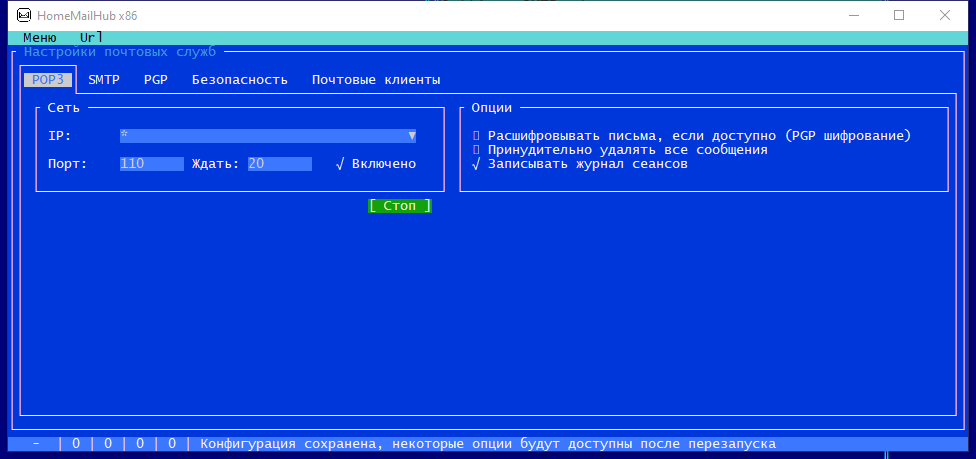 HomeMailHub x86
Меню Url
Настройки почтовых служб
POP3 SMTP PGP Безопасность Почтовые клиенты
Сеть
IP: *
Порт: 110 Ждать: 20 √ Включено
Опции
Расшифровывать письма, если доступно (PGP шифрование)
Принудительно удалять все сообщения
√ Записывать журнал сеансов
[ Стоп ]
- | 0 | 0 | 0 | 0 | Конфигурация сохранена, некоторые опции будут доступны после перезапуска